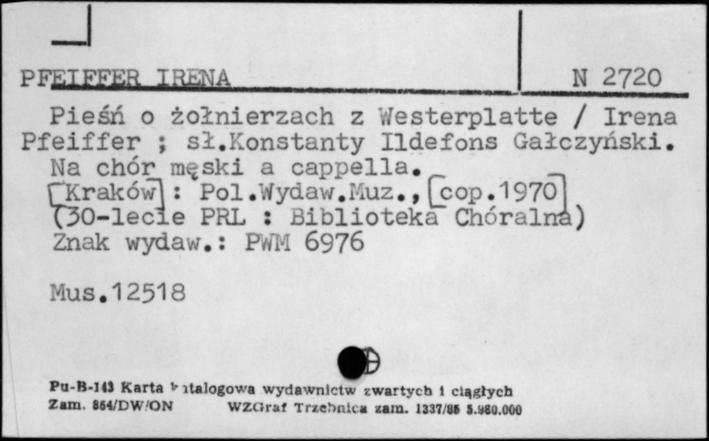 PFEIFFER IRENA N 2720
Pieśń o żołnierzach z Westerplatte / Irena
Pfeiffer ; sł.Konstanty Ildefons Gałczyński.
Na chór męski a cappella.
[Kraków] : Pol.Wydaw.Muz., [cop.1970]
(30-lecie PRL : Biblioteka Chóralna)
Znak wydaw.: PWM 6976
Mus.12518
Pu-B-143 Karta katalogowa wydawnictw zwartych i ciągłych
Zam. 864/DW/ON WZGraf Trzebnica zam. 1337/86 5.980.000